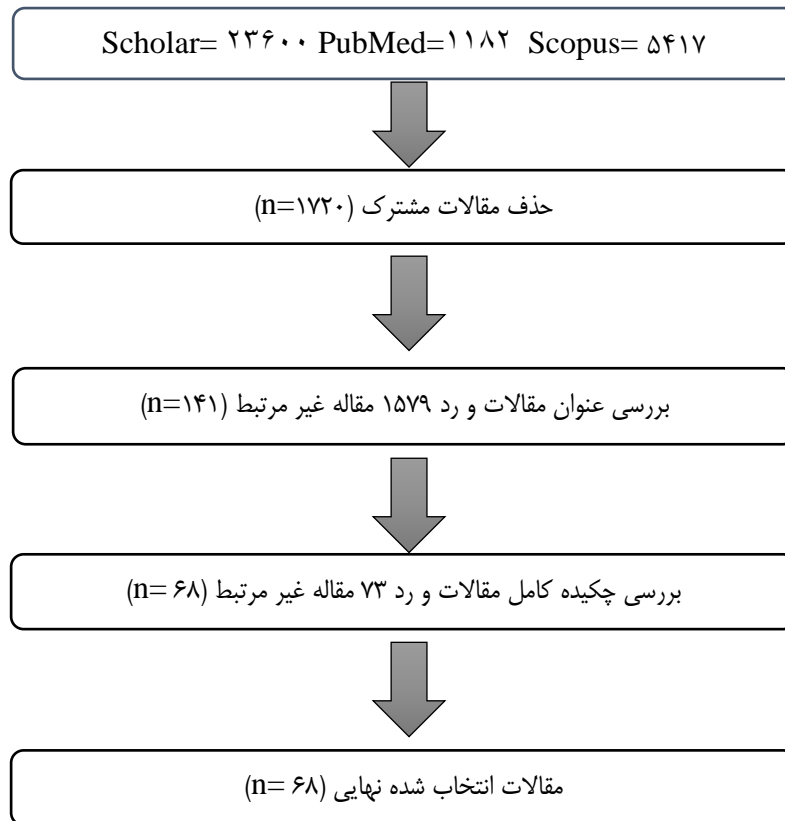 Scholar= ۲۳۶۰۰ PubMed=۱۱۸۲ Scopus= ۵۴۱۷
حذف مقالات مشترک (n=۱۷۲۰)
بررسی عنوان مقالات و رد ۱۵۷۹ مقاله غیر مرتبط (n=۱۴۱)
بررسی چکیده کامل مقالات و رد ۷۳ مقاله غیر مرتبط (n= ۶۸)
مقالات انتخاب شده نهایی (n= ۶۸)